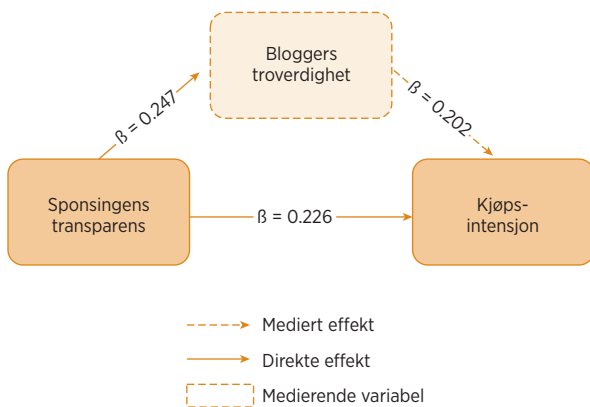 Bloggers
troverdighet
ß = 0.247
ß = 0.202
Sponsingens
transparens
ß = 0.226
Kjøps-
intensjon
Mediert effekt
Direkte effekt
Medierende variabel